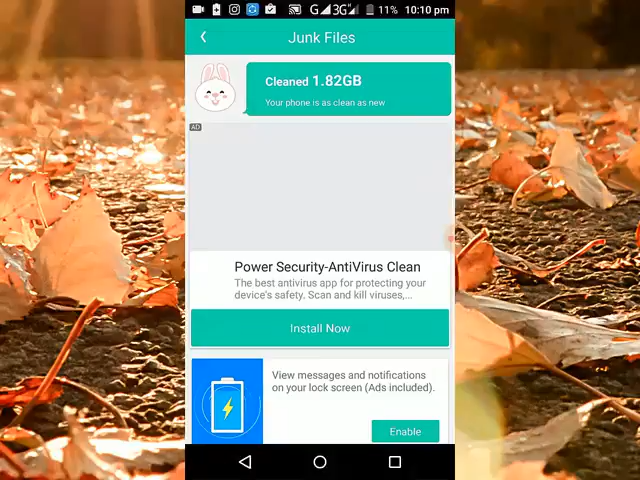 G 3G H 11% 10:10 pm
Junk Files
Cleaned 1.82GB
Your phone is as clean as new
AD
Power Security-AntiVirus Clean
The best antivirus app for protecting your
device's safety. Scan and kill viruses,...
Install Now
View messages and notifications
on your lock screen (Ads included).
Enable